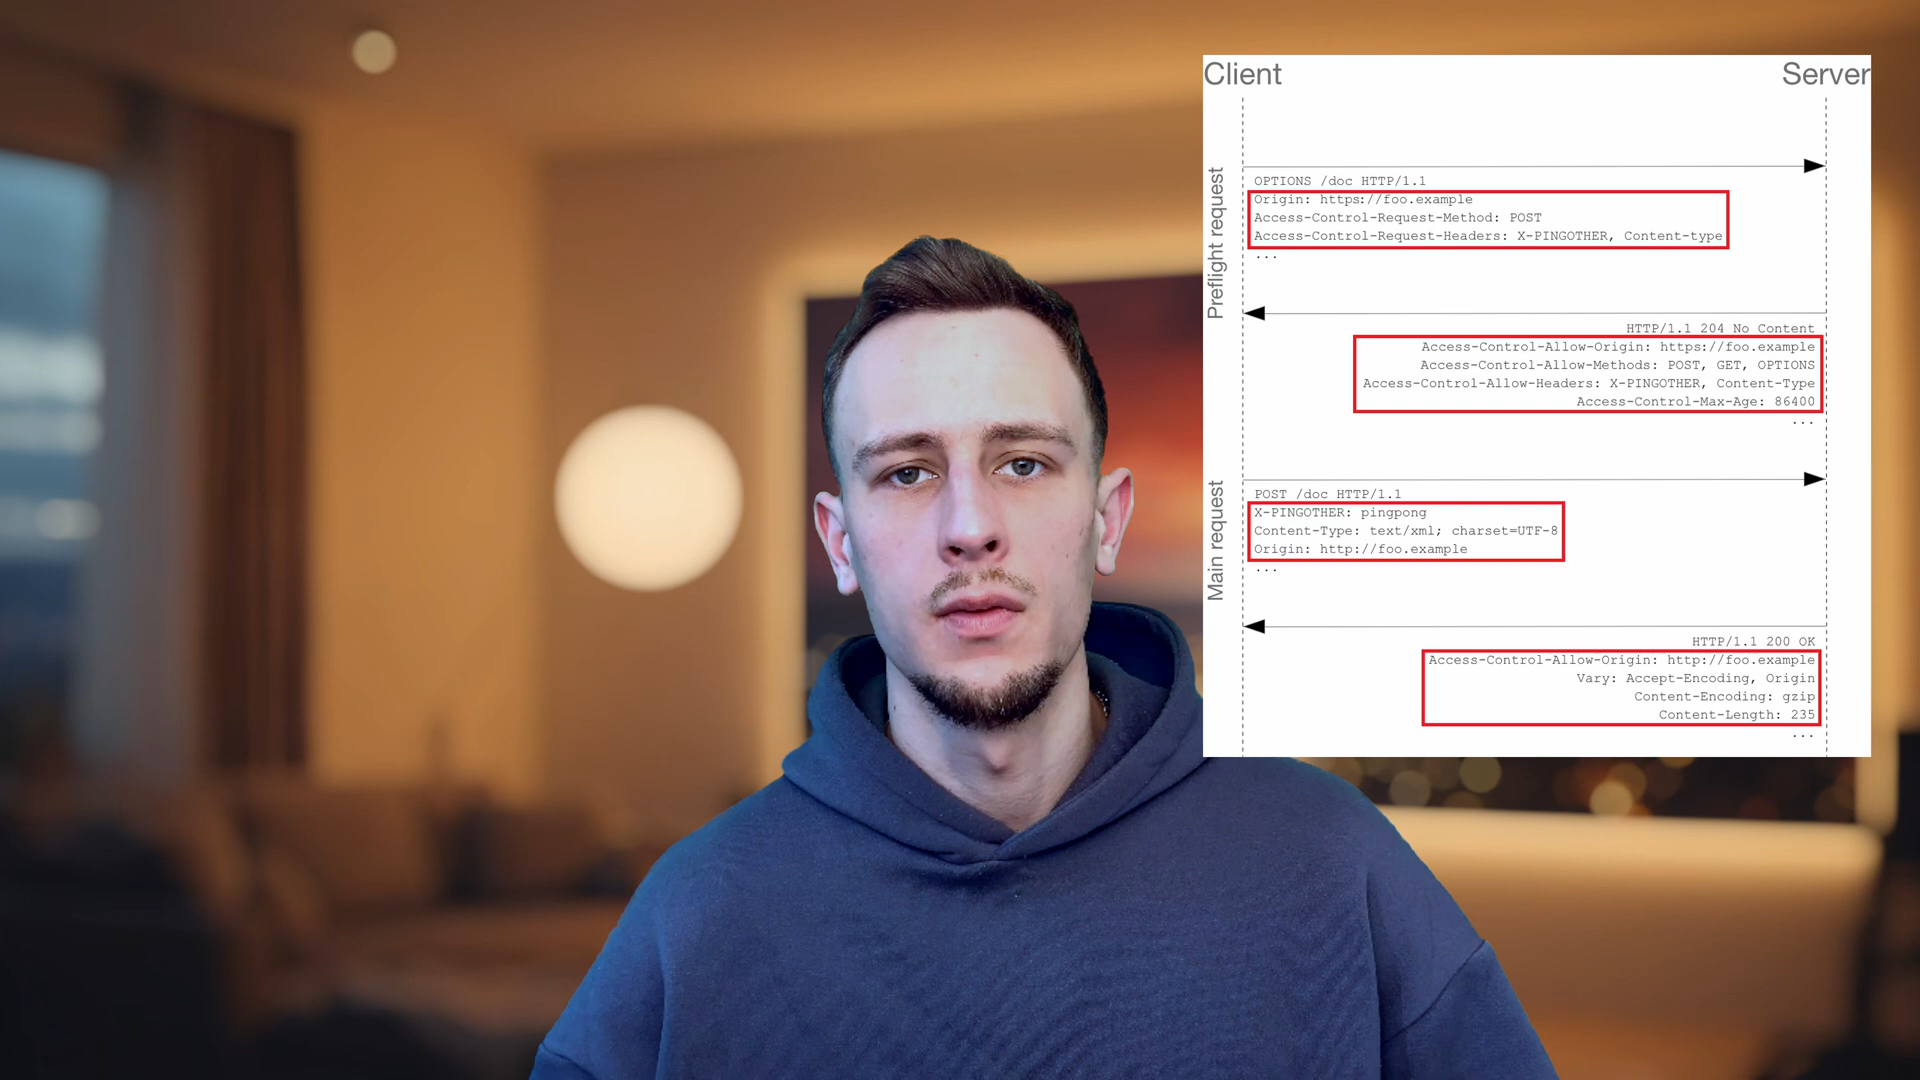 Client
Server
Preflight request
OPTIONS /doc HTTP/1.1
Origin: https://foo.example
Access-Control-Request-Method: POST
Access-Control-Request-Headers: X-PINGOTHER, Content-type
...
HTTP/1.1 204 No Content
Access-Control-Allow-Origin: https://foo.example
Access-Control-Allow-Methods: POST, GET, OPTIONS
Access-Control-Allow-Headers: X-PINGOTHER, Content-Type
Access-Control-Max-Age: 86400
...
Main request
POST /doc HTTP/1.1
X-PINGOTHER: pingpong
Content-Type: text/xml; charset=UTF-8
Origin: http://foo.example
...
HTTP/1.1 200 OK
Access-Control-Allow-Origin: http://foo.example
Vary: Accept-Encoding, Origin
Content-Encoding: gzip
Content-Length: 235
...